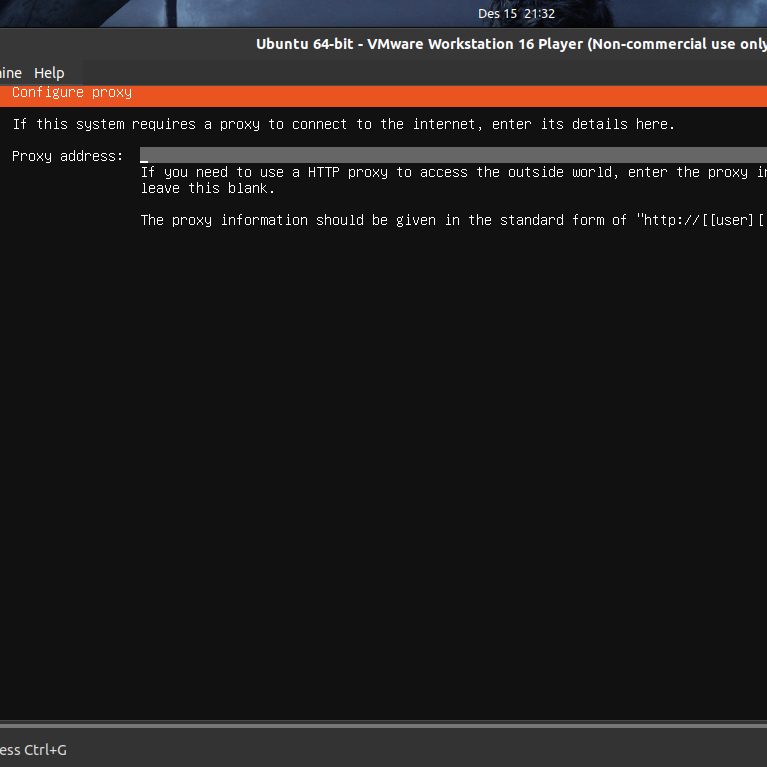 Des 15 21:32
Ubuntu 64-bit - VMware Workstation 16 Player (Non-commercial use only
Help
Configure proxy
If this system requires a proxy to connect to the internet, enter its details here.
Proxy address:
If you need to use a HTTP proxy to access the outside world, enter the proxy
leave this blank.
The proxy information should be given in the standard form of "http://[[user][
Ctrl+G